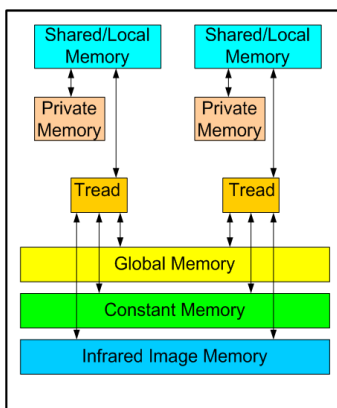 Shared/Local
Memory
Shared/Local
Memory
Private
Memory
Private
Memory
Tread
Tread
Global Memory
Constant Memory
Infrared Image Memory